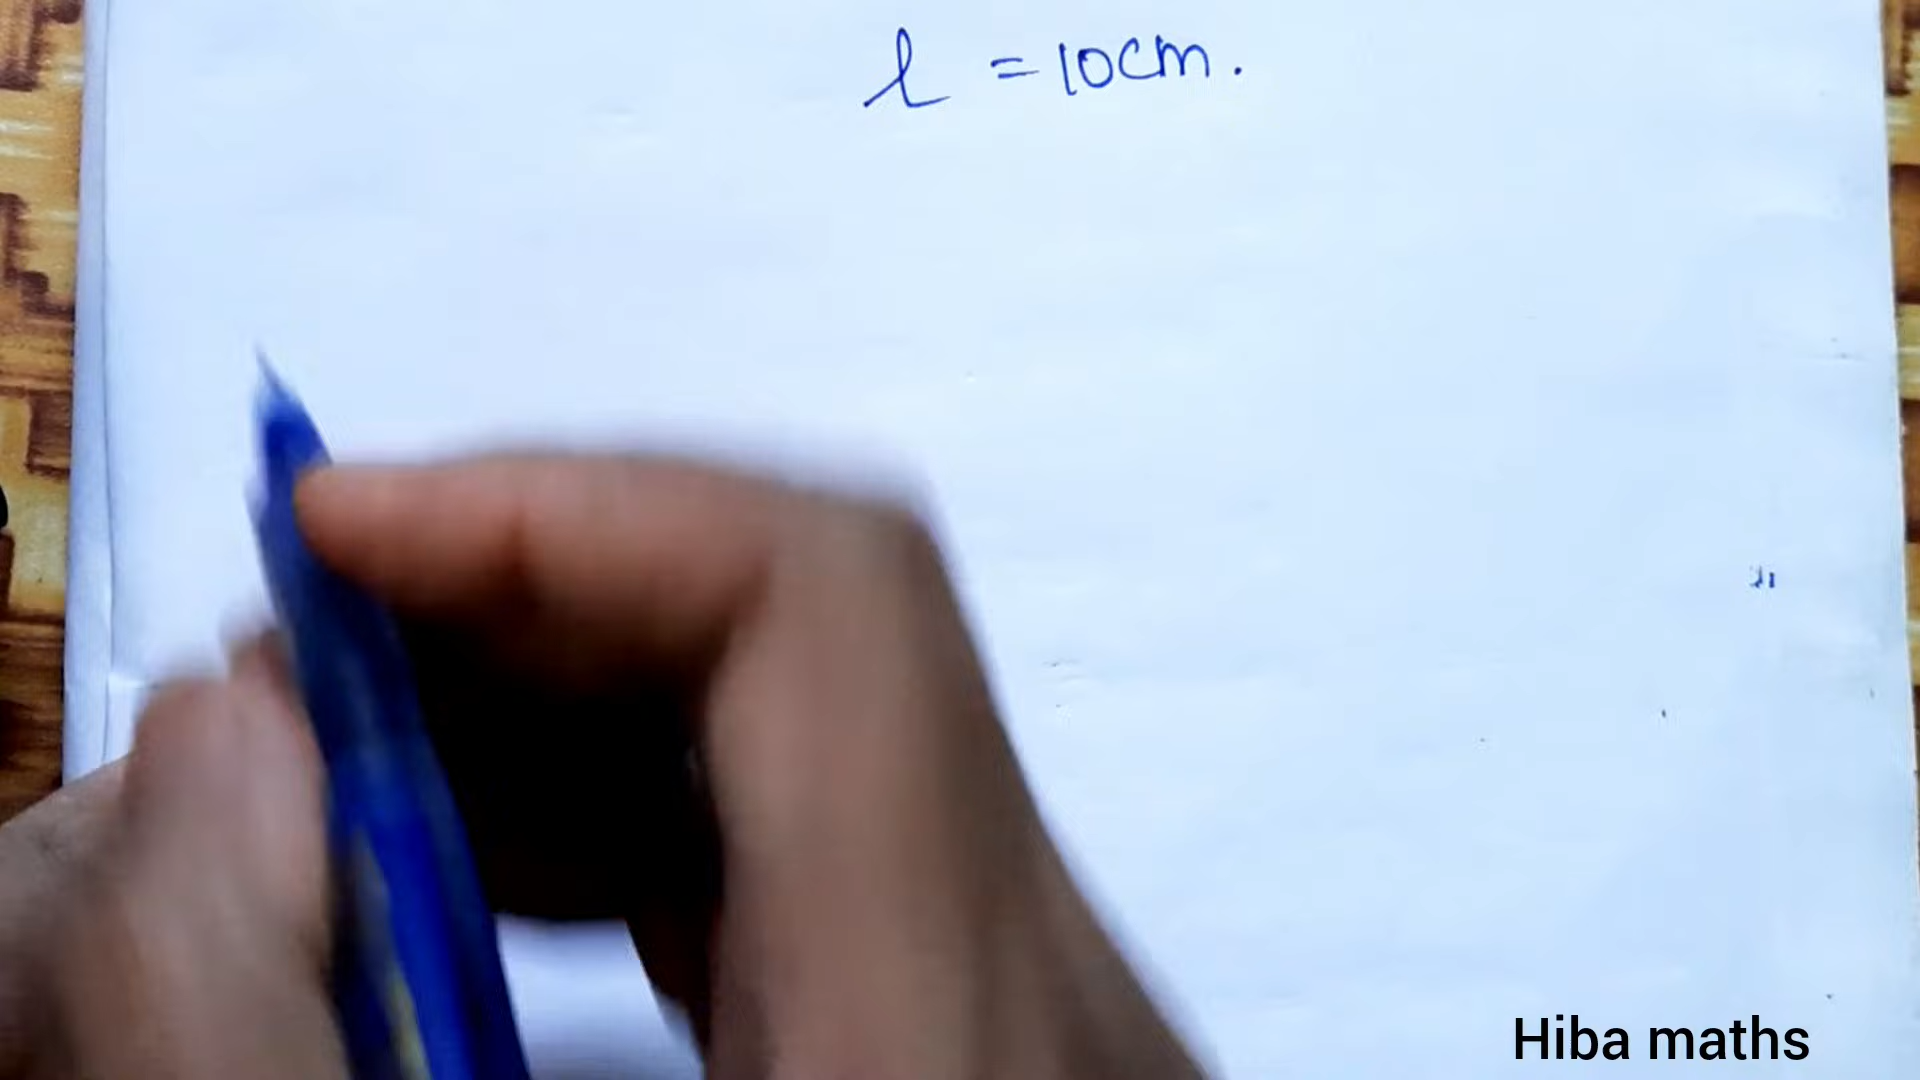 l = 10cm.
Hiba maths